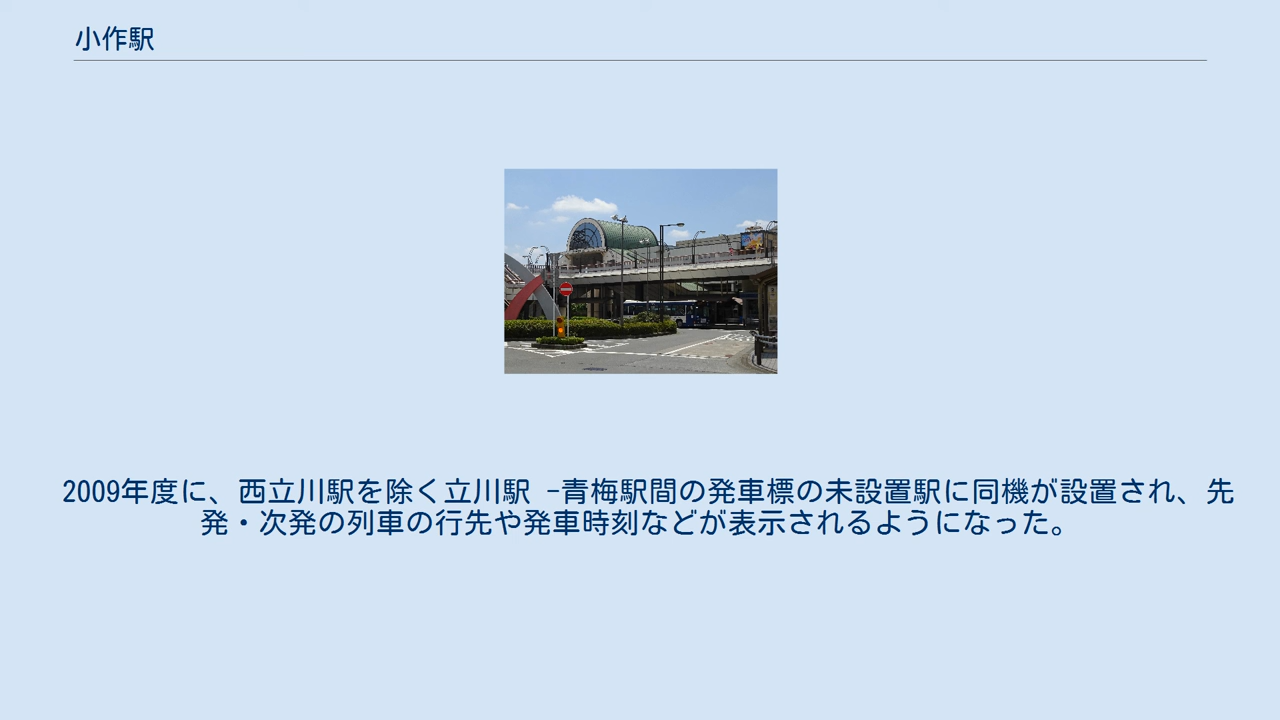 小作駅
2009年度に、西立川駅を除く立川駅 -青梅駅間の発車標の未設置駅に同機が設置され、先
発・次発の列車の行先や発車時刻などが表示されるようになった。